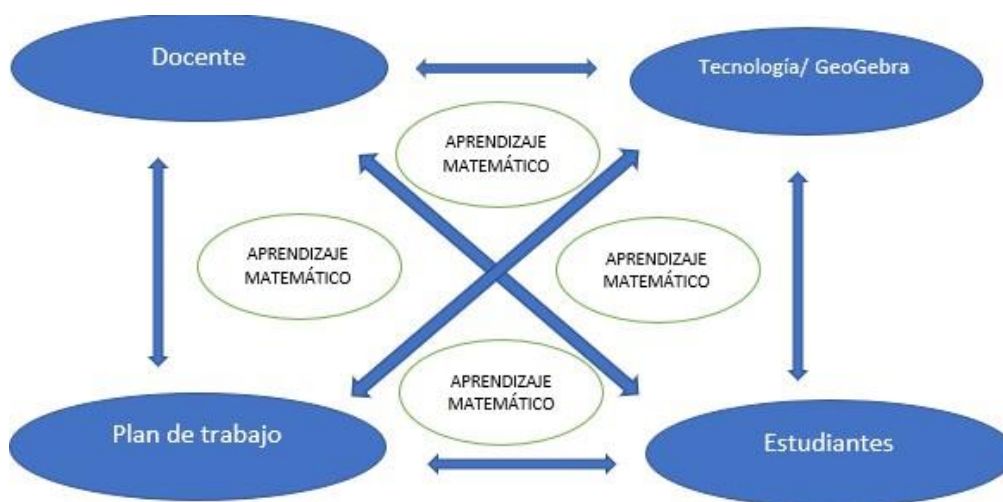 Docente
Tecnología/ GeoGebra
APRENDIZAJE
MATEMÁTICO
APRENDIZAJE
MATEMÁTICO
APRENDIZAJE
MATEMÁTICO
APRENDIZAJE
MATEMÁTICO
Plan de trabajo
Estudiantes